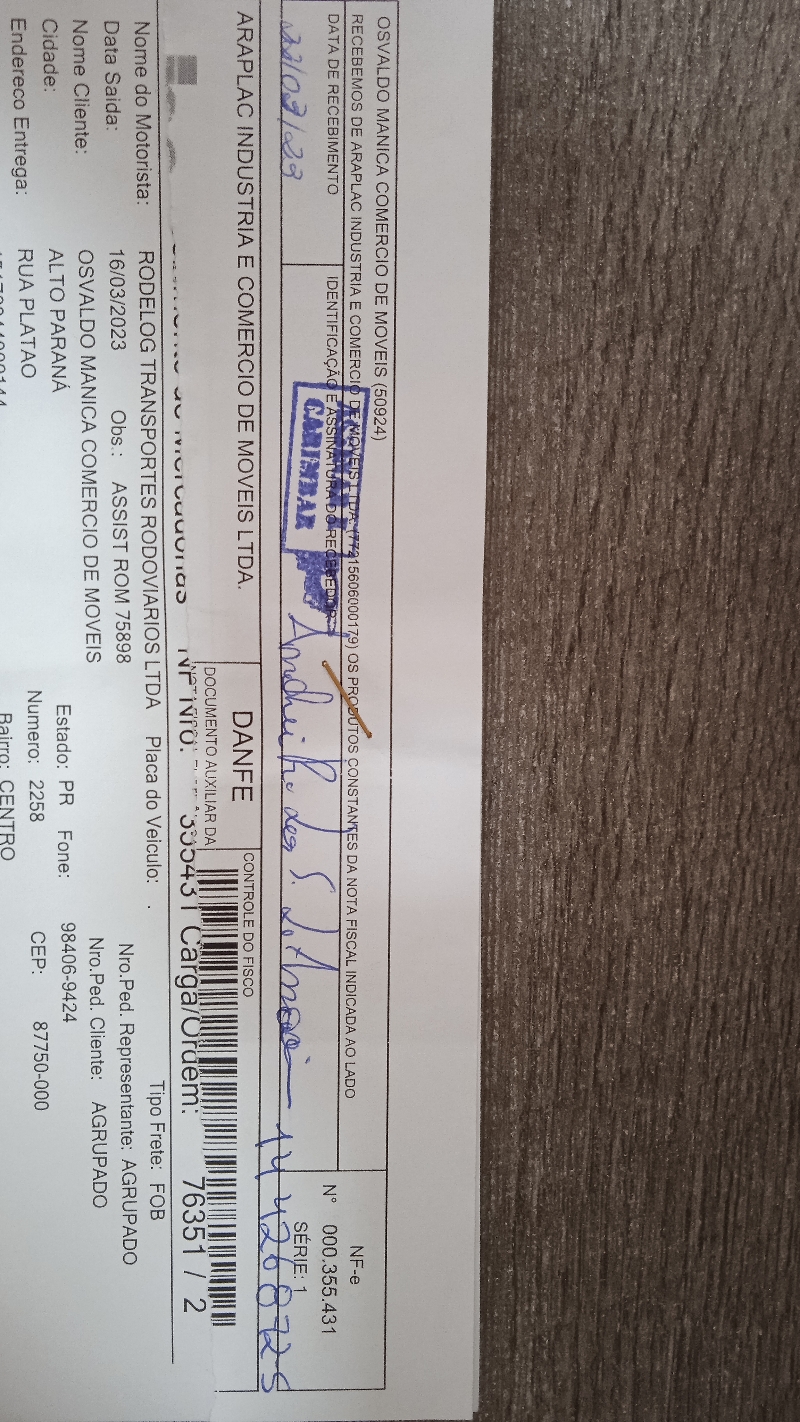 OSVALDO MANICA COMERCIO DE MOVEIS (50924)
RECEBEMOS DE ARAPLAC INDUSTRIA E COMERCIO DE MOVEIS LTDA. (77215606000179) OS PRODUTOS CONSTANTES DA NOTA FISCAL INDICADA AO LADO
NF-e
DATA DE RECEBIMENTO
IDENTIFICAÇÃO E ASSINATURA DO RECEBEDOR
Nº 000.355.431
SÉRIE: 1
CARIMBAR
ARAPLAC INDUSTRIA E COMERCIO DE MOVEIS LTDA.
DANFE
CONTROLE DO FISCO
DOCUMENTO AUXILIAR DA
NF Nro: 355431 Carga/Ordem: 76351 / 2
Nome do Motorista: RODELOG TRANSPORTES RODOVIARIOS LTDA Placa do Veiculo: . Tipo Frete: FOB
Data Saida: 16/03/2023 Obs.: ASSIST ROM 75898 Nro.Ped. Representante: AGRUPADO
Nome Cliente: OSVALDO MANICA COMERCIO DE MOVEIS Nro.Ped. Cliente: AGRUPADO
Cidade: ALTO PARANÁ Estado: PR Fone: 98406-9424
Endereco Entrega: RUA PLATAO Numero: 2258 CEP: 87750-000
Bairro: CENTRO